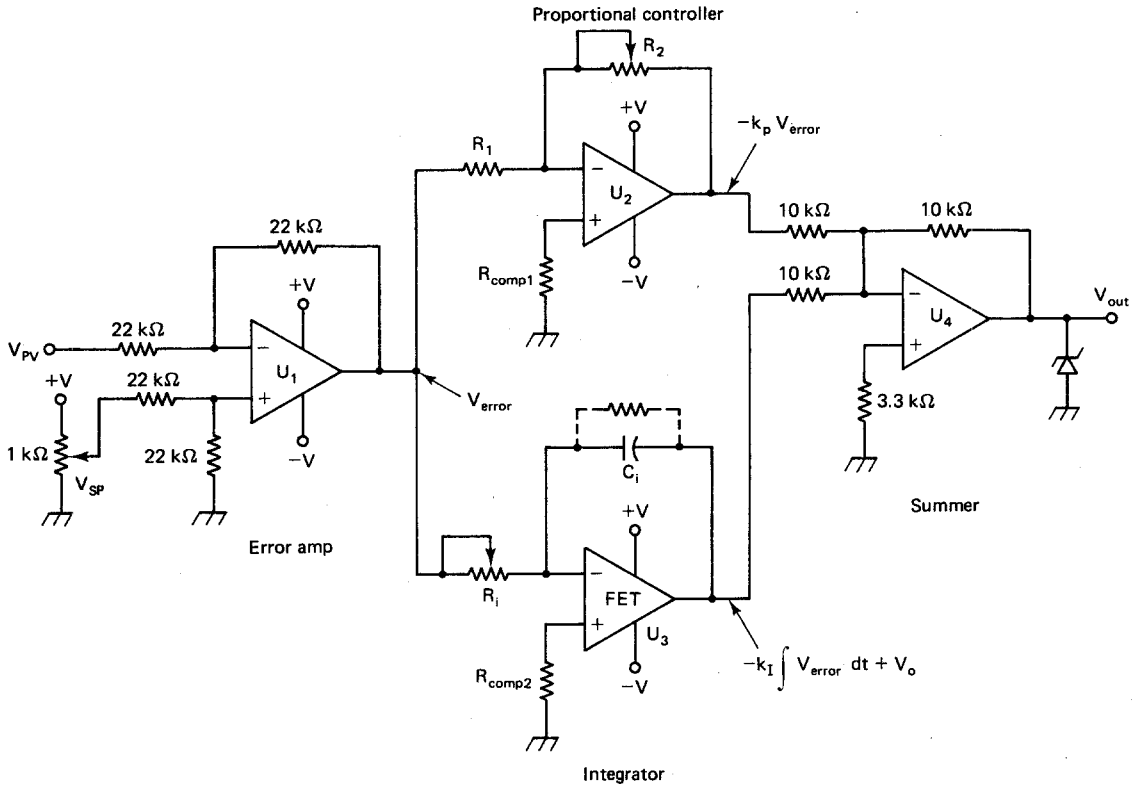 Proportional controller
R2
+V
R1
−
U2
+
−kp Verror
Rcomp1
−V
10 kΩ
10 kΩ
10 kΩ
22 kΩ
+V
VPV
22 kΩ
−
U1
+
22 kΩ
+V
1 kΩ
VSP
22 kΩ
−V
Verror
−
U4
+
Vout
3.3 kΩ
Summer
Error amp
Ci
+V
Ri
−
FET
+
U3
Rcomp2
−V
−kI ∫ Verror dt + Vo
Integrator